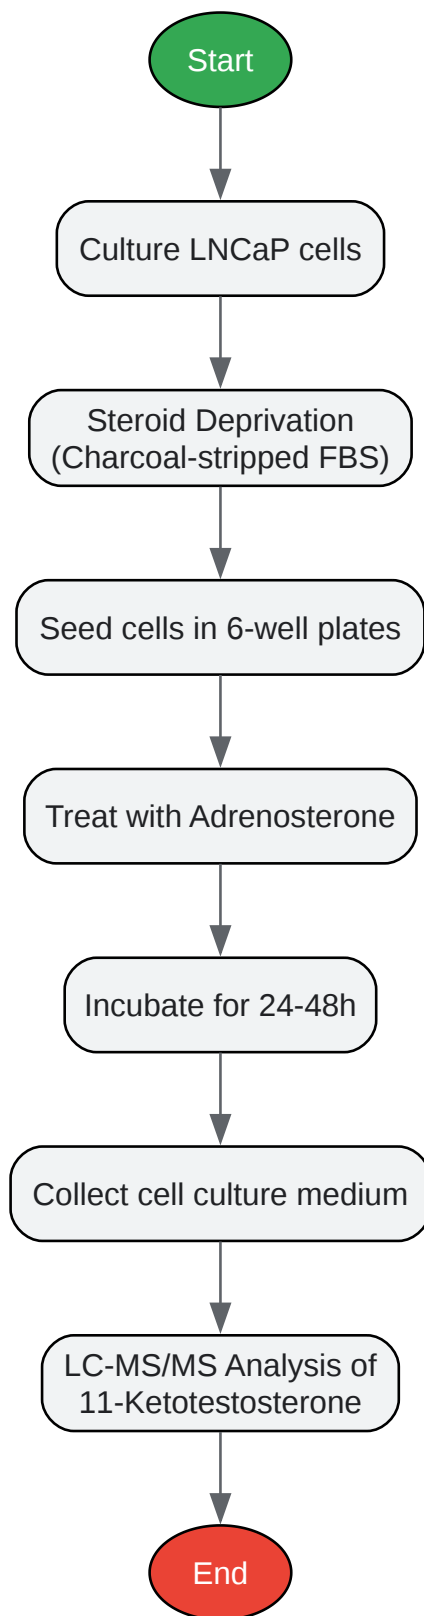 Start
Culture LNCaP cells
Steroid Deprivation
(Charcoal-stripped FBS)
Seed cells in 6-well plates
Treat with Adrenosterone
Incubate for 24-48h
Collect cell culture medium
LC-MS/MS Analysis of
11-Ketotestosterone
End